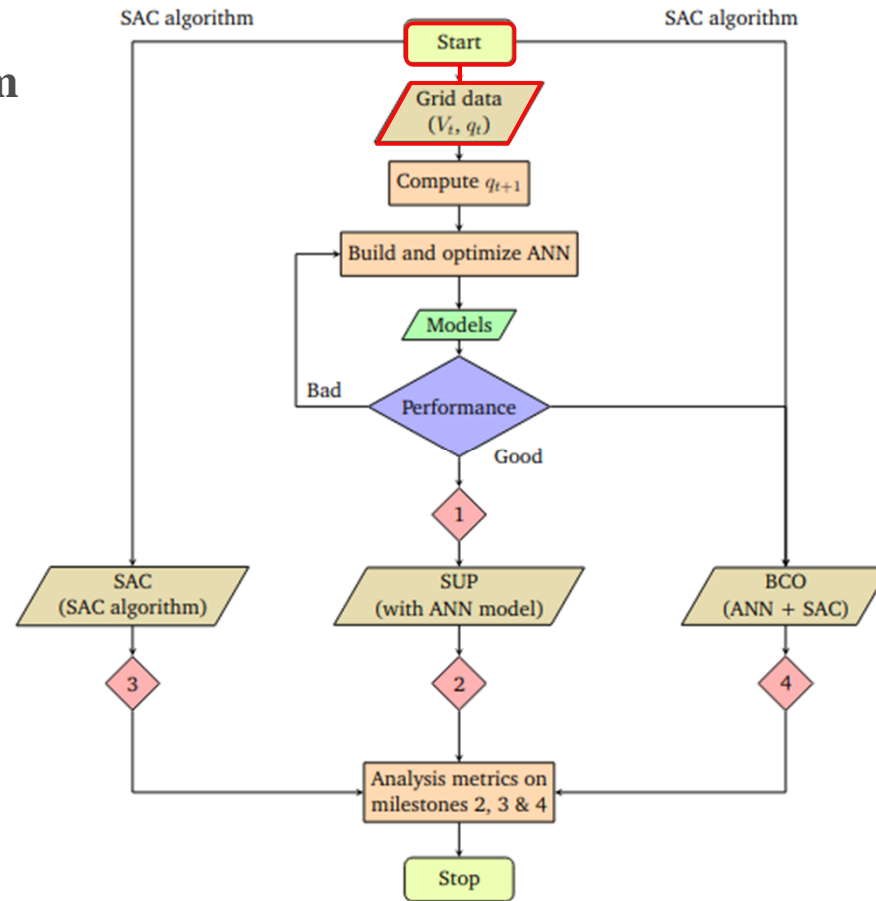 SAC algorithm
SAC algorithm
Start
m
Grid data
(V_t, q_t)
Compute q_{t+1}
Build and optimize ANN
Models
Bad
Performance
Good
1
SAC
(SAC algorithm)
SUP
(with ANN model)
BCO
(ANN + SAC)
3
2
4
Analysis metrics on
milestones 2, 3 & 4
Stop